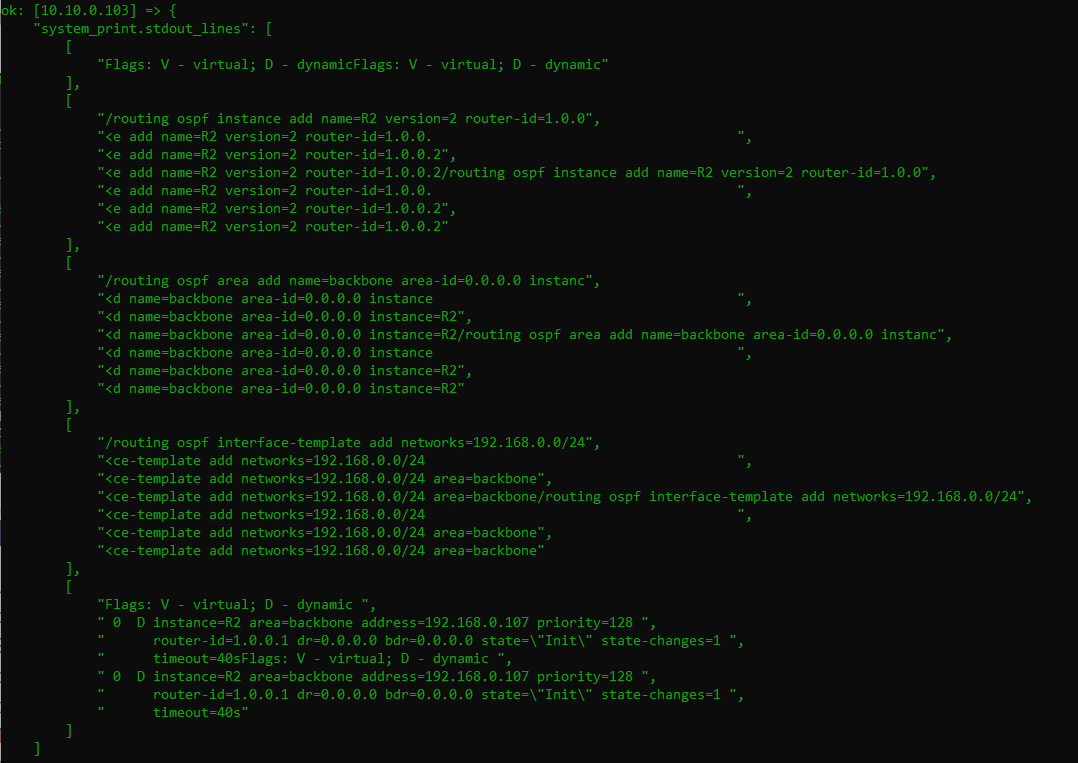 ok: [10.10.0.103] => {
    "system_print.stdout_lines": [
        [
            "Flags: V - virtual; D - dynamicFlags: V - virtual; D - dynamic"
        ],
        [
            "/routing ospf instance add name=R2 version=2 router-id=1.0.0",
            "<e add name=R2 version=2 router-id=1.0.0.                                      ",
            "<e add name=R2 version=2 router-id=1.0.0.2",
            "<e add name=R2 version=2 router-id=1.0.0.2/routing ospf instance add name=R2 version=2 router-id=1.0.0",
            "<e add name=R2 version=2 router-id=1.0.0.                                      ",
            "<e add name=R2 version=2 router-id=1.0.0.2",
            "<e add name=R2 version=2 router-id=1.0.0.2"
        ],
        [
            "/routing ospf area add name=backbone area-id=0.0.0.0 instanc",
            "<d name=backbone area-id=0.0.0.0 instance                                      ",
            "<d name=backbone area-id=0.0.0.0 instance=R2",
            "<d name=backbone area-id=0.0.0.0 instance=R2/routing ospf area add name=backbone area-id=0.0.0.0 instanc",
            "<d name=backbone area-id=0.0.0.0 instance                                      ",
            "<d name=backbone area-id=0.0.0.0 instance=R2",
            "<d name=backbone area-id=0.0.0.0 instance=R2"
        ],
        [
            "/routing ospf interface-template add networks=192.168.0.0/24",
            "<ce-template add networks=192.168.0.0/24                                       ",
            "<ce-template add networks=192.168.0.0/24 area=backbone",
            "<ce-template add networks=192.168.0.0/24 area=backbone/routing ospf interface-template add networks=192.168.0.0/24",
            "<ce-template add networks=192.168.0.0/24                                       ",
            "<ce-template add networks=192.168.0.0/24 area=backbone",
            "<ce-template add networks=192.168.0.0/24 area=backbone"
        ],
        [
            "Flags: V - virtual; D - dynamic ",
            " 0  D instance=R2 area=backbone address=192.168.0.107 priority=128 ",
            "      router-id=1.0.0.1 dr=0.0.0.0 bdr=0.0.0.0 state=\"Init\" state-changes=1 ",
            "      timeout=40sFlags: V - virtual; D - dynamic ",
            " 0  D instance=R2 area=backbone address=192.168.0.107 priority=128 ",
            "      router-id=1.0.0.1 dr=0.0.0.0 bdr=0.0.0.0 state=\"Init\" state-changes=1 ",
            "      timeout=40s"
        ]
    ]